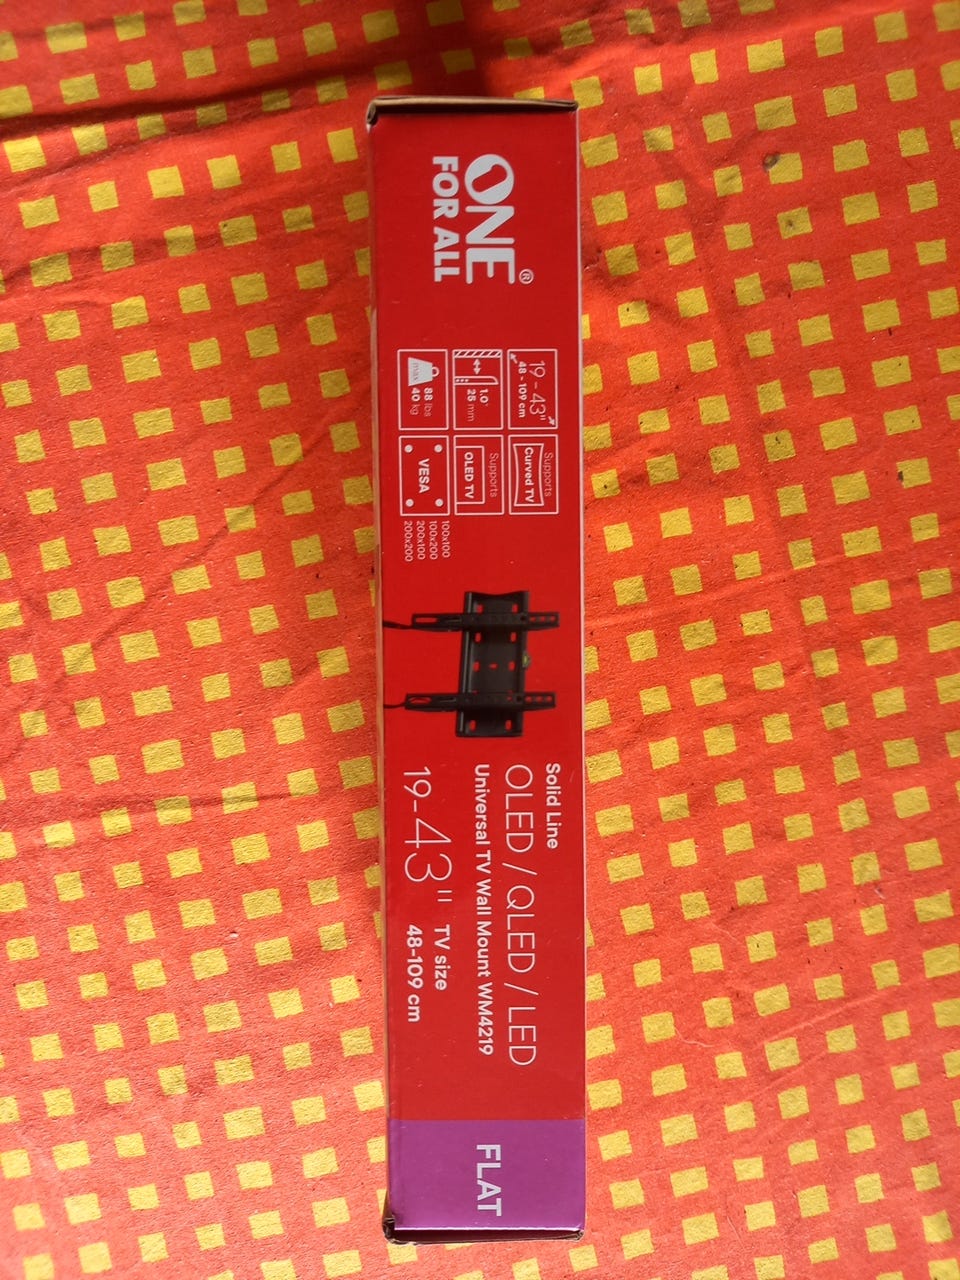 ONE®
FOR ALL
19 - 43"
48 - 109 cm
Supports
Curved TV
1.0"
25 mm
Supports
OLED TV
max
88 lbs
40 kg
VESA
100x100
100x200
200x100
200x200
Solid Line
OLED / QLED / LED
Universal TV Wall Mount WM4219
19-43" TV size
48-109 cm
FLAT